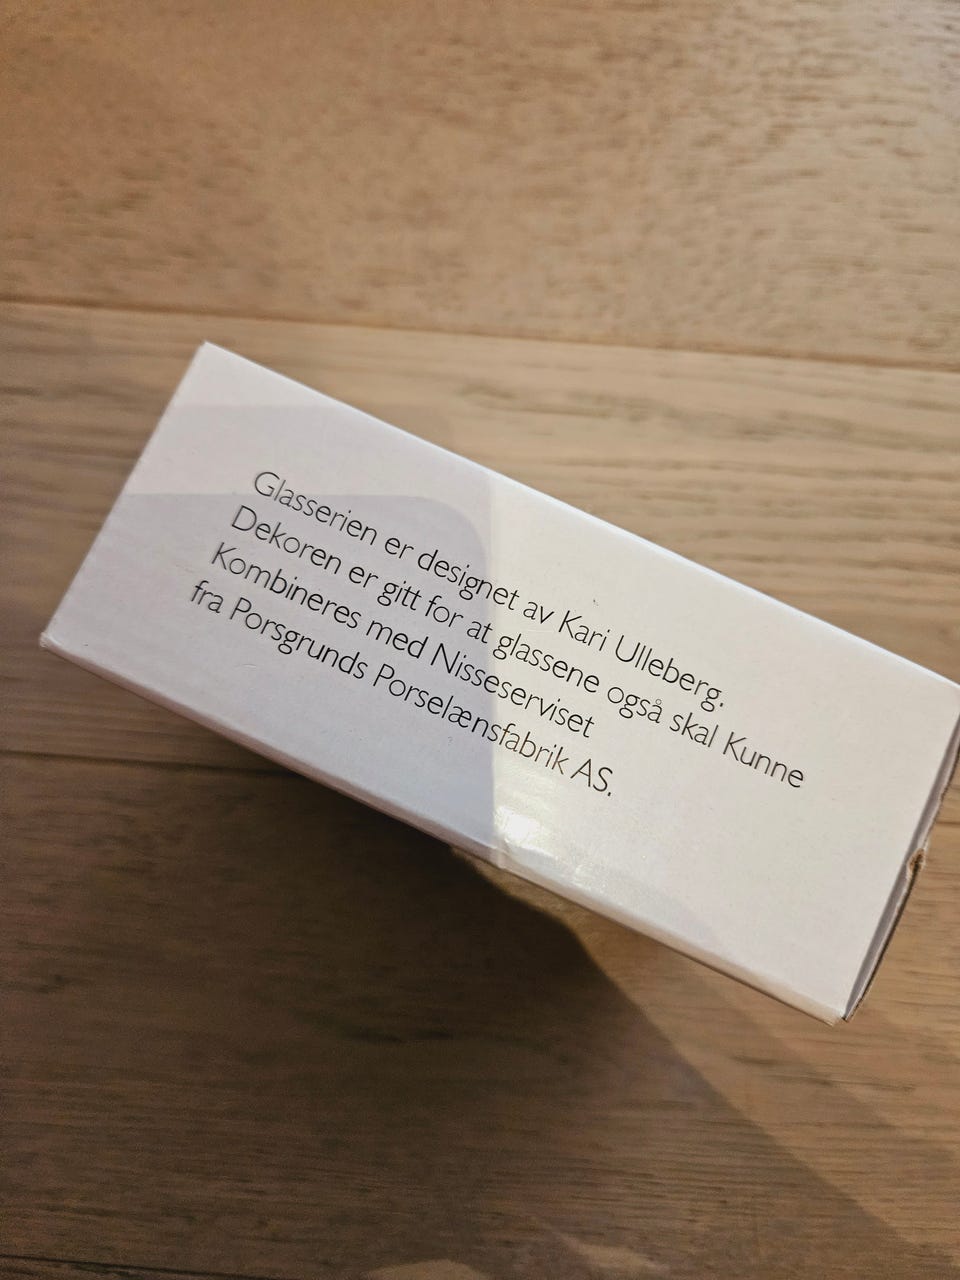 Glasserien er designet av Kari Ulleberg.
Dekoren er gitt for at glassene også skal Kunne
Kombineres med Nisseserviset
fra Porsgrunds Porselænsfabrik AS.